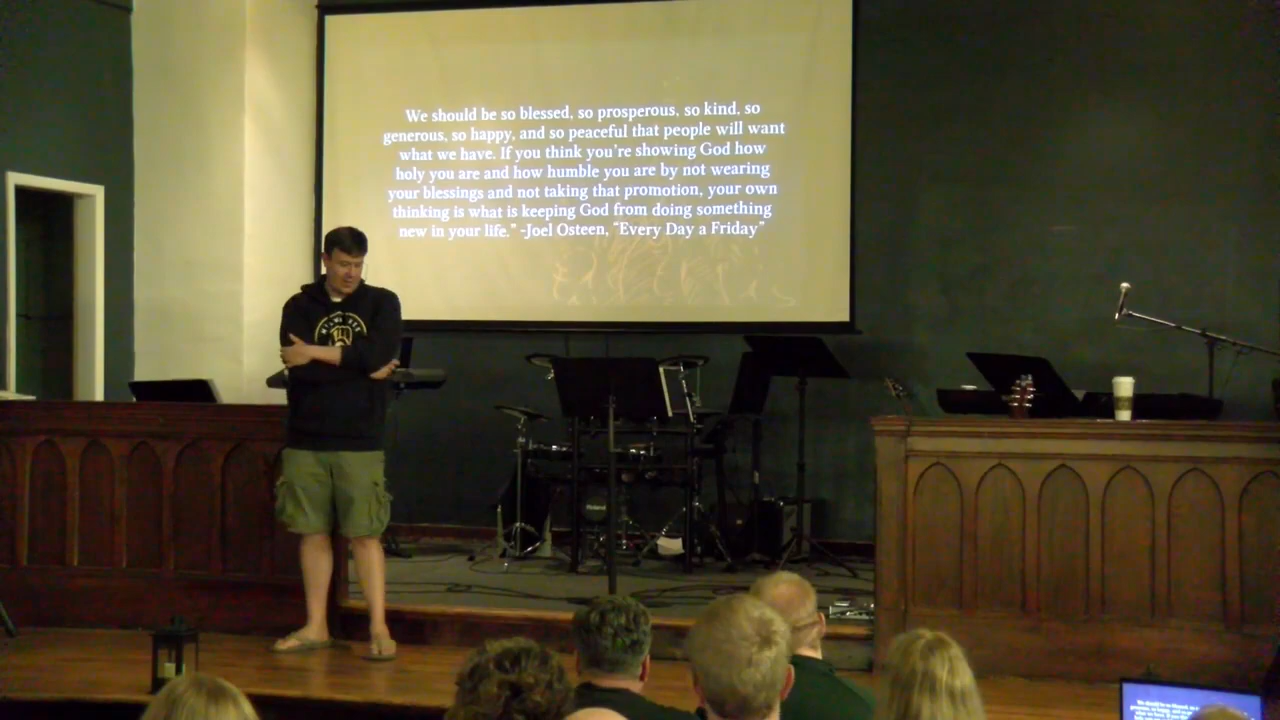 We should be so blessed, so prosperous, so kind, so
generous, so happy, and so peaceful that people will want
what we have. If you think you're showing God how
holy you are and how humble you are by not wearing
your blessings and not taking that promotion, your own
thinking is what is keeping God from doing something
new in your life." -Joel Osteen, "Every Day a Friday"
Roland